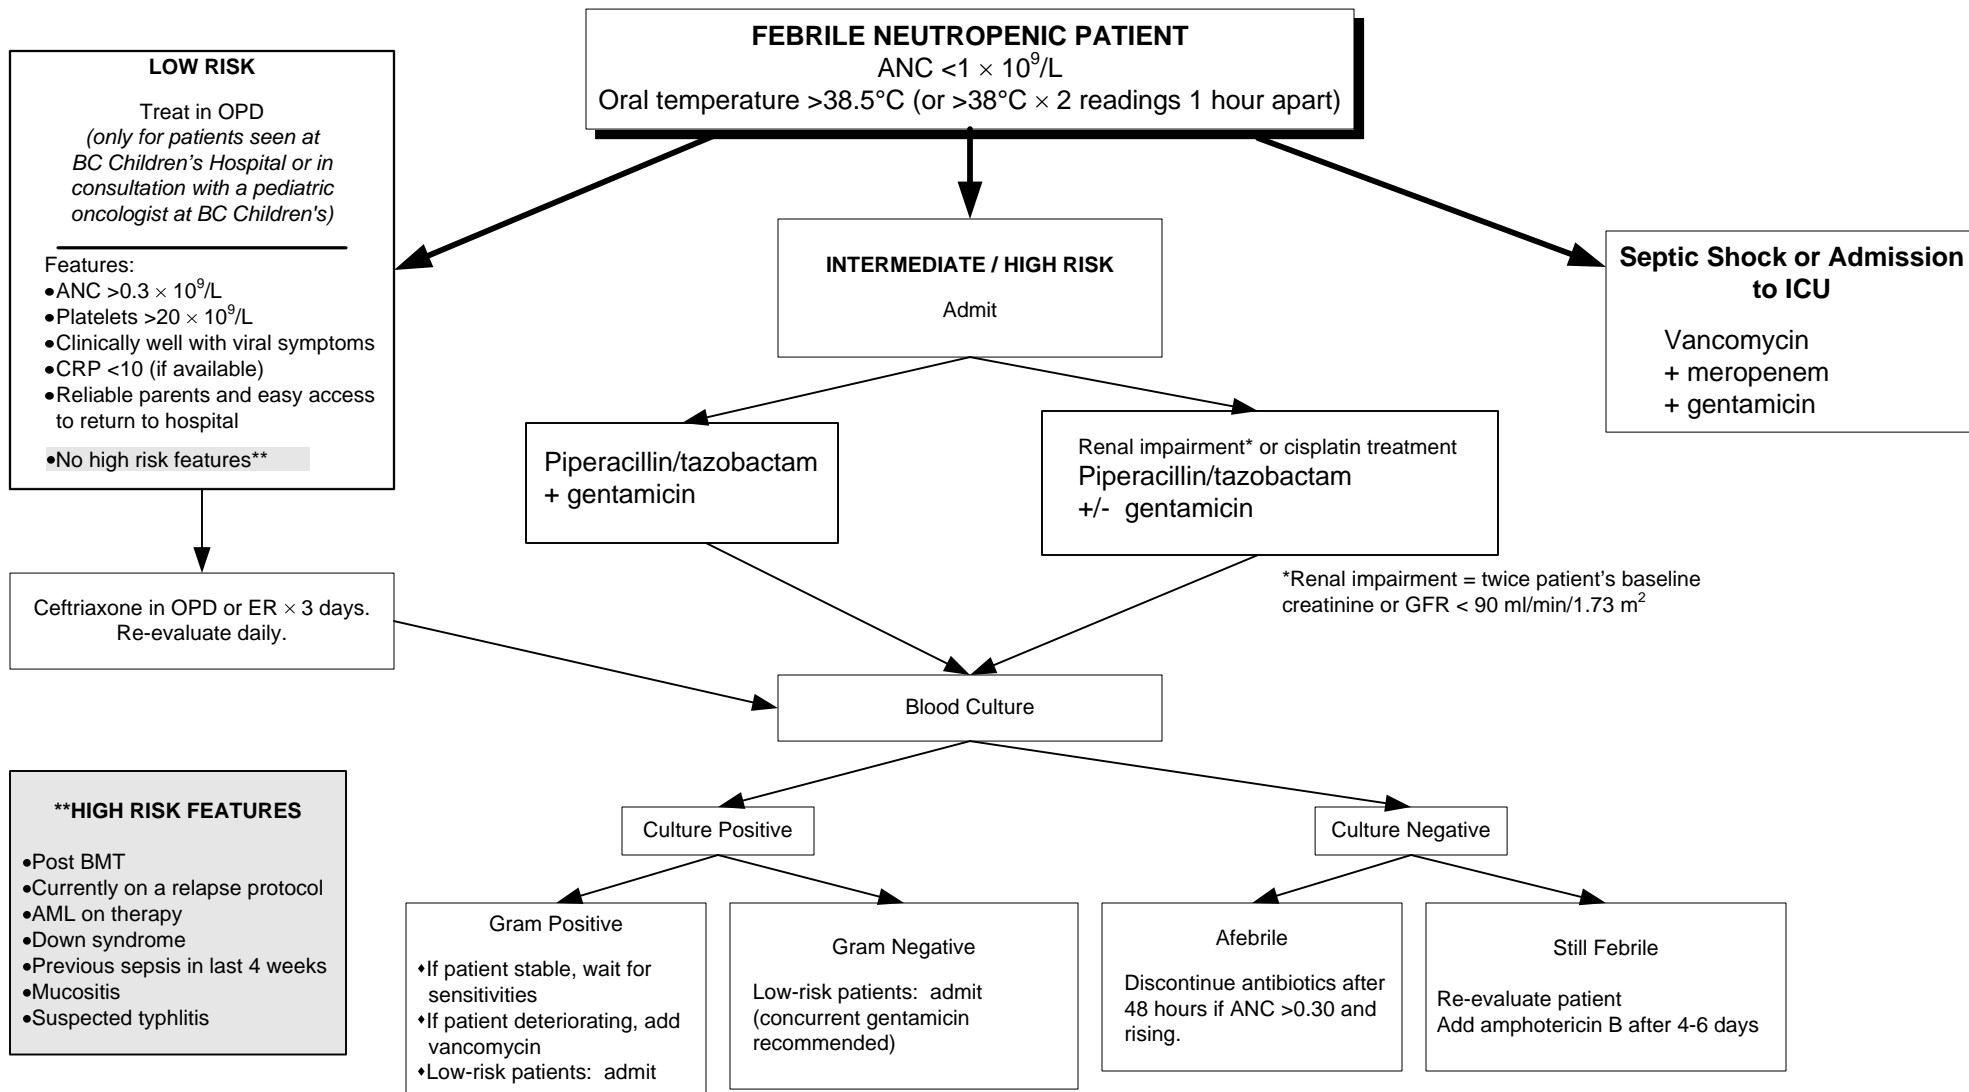 FEBRILE NEUTROPENIC PATIENT
ANC <1 × 10⁹/L
Oral temperature >38.5°C (or >38°C × 2 readings 1 hour apart)
LOW RISK
Treat in OPD
(only for patients seen at
BC Children's Hospital or in
consultation with a pediatric
oncologist at BC Children's)
Features:
•ANC >0.3 × 10⁹/L
•Platelets >20 × 10⁹/L
•Clinically well with viral symptoms
•CRP <10 (if available)
•Reliable parents and easy access
to return to hospital
•No high risk features**
INTERMEDIATE / HIGH RISK
Admit
Septic Shock or Admission
to ICU
Vancomycin
+ meropenem
+ gentamicin
Piperacillin/tazobactam
+ gentamicin
Renal impairment* or cisplatin treatment
Piperacillin/tazobactam
+/- gentamicin
*Renal impairment = twice patient's baseline
creatinine or GFR < 90 ml/min/1.73 m²
Ceftriaxone in OPD or ER × 3 days.
Re-evaluate daily.
Blood Culture
**HIGH RISK FEATURES
•Post BMT
•Currently on a relapse protocol
•AML on therapy
•Down syndrome
•Previous sepsis in last 4 weeks
•Mucositis
•Suspected typhlitis
Culture Positive
Culture Negative
Gram Positive
♦If patient stable, wait for
sensitivities
♦If patient deteriorating, add
vancomycin
♦Low-risk patients: admit
Gram Negative
Low-risk patients: admit
(concurrent gentamicin
recommended)
Afebrile
Discontinue antibiotics after
48 hours if ANC >0.30 and
rising.
Still Febrile
Re-evaluate patient
Add amphotericin B after 4-6 days